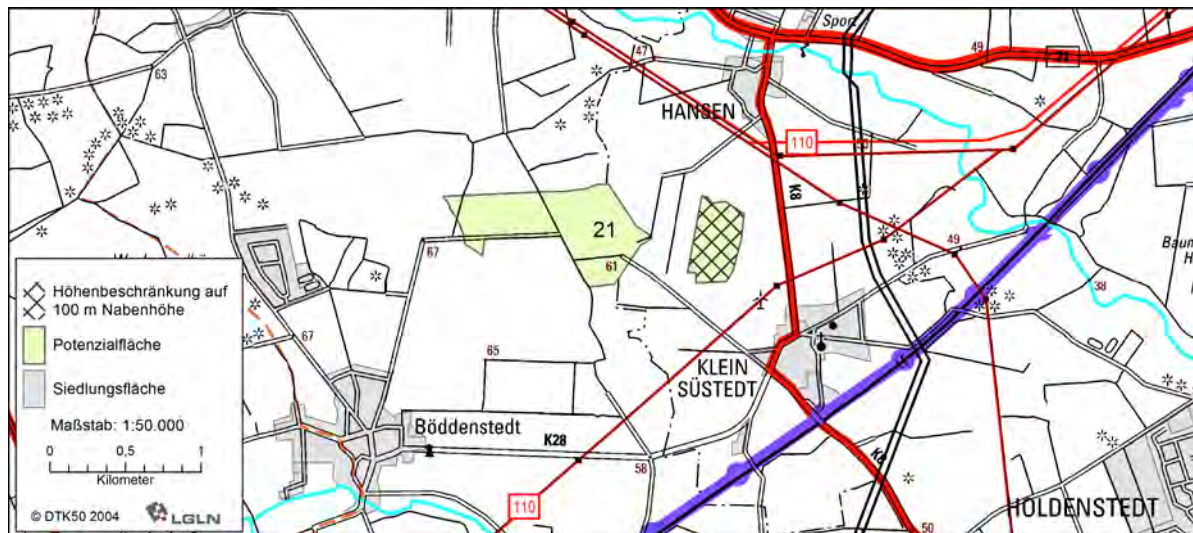 Sport
47
49
71
63
HANSEN
110
50
K8
21
67
61
49
38
Höhenbeschränkung auf
100 m Nabenhöhe
Potenzialfläche
Siedlungsfläche
Maßstab: 1:50.000
0 0,5 1
Kilometer
© DTK50 2004 LGLN
67
65
KLEIN
SÜSTEDT
Böddenstedt
K28
58
110
HOLDENSTEDT
50